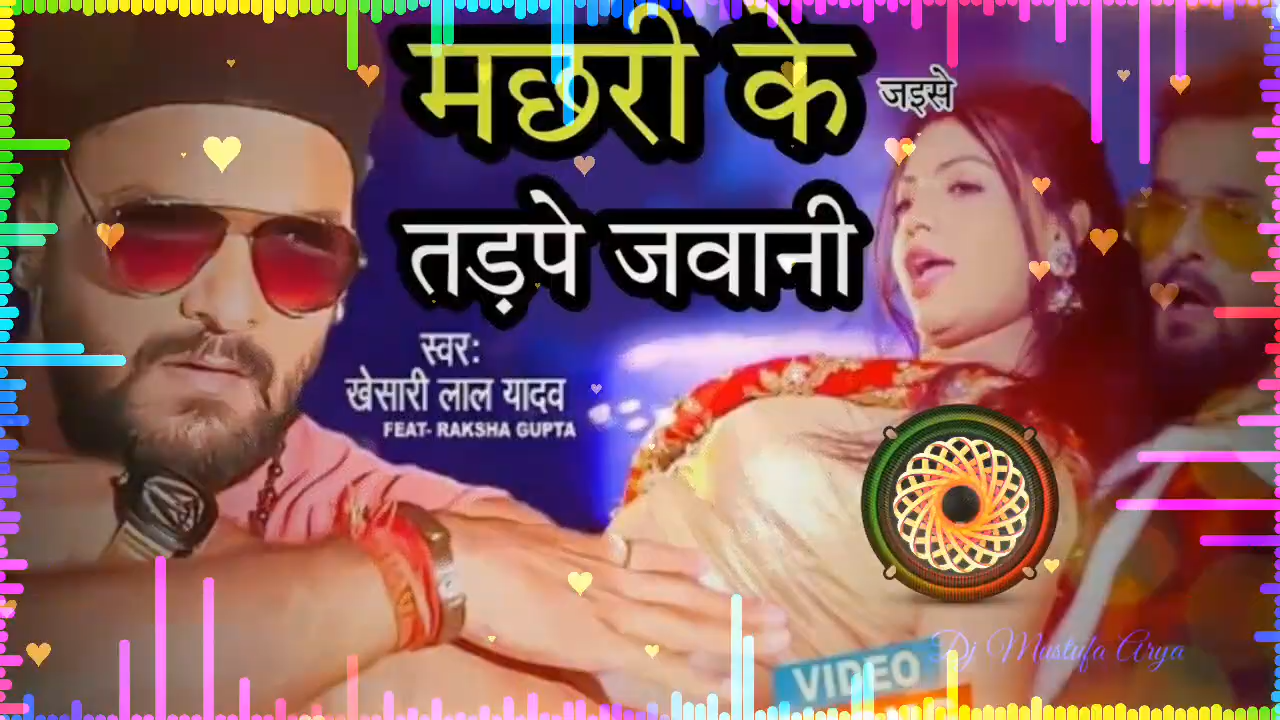 मछरी के जइसे
तड़पे जवानी
स्वर:
खेसारी लाल यादव
FEAT- RAKSHA GUPTA
VIDEO
Dj Mustufa Arya